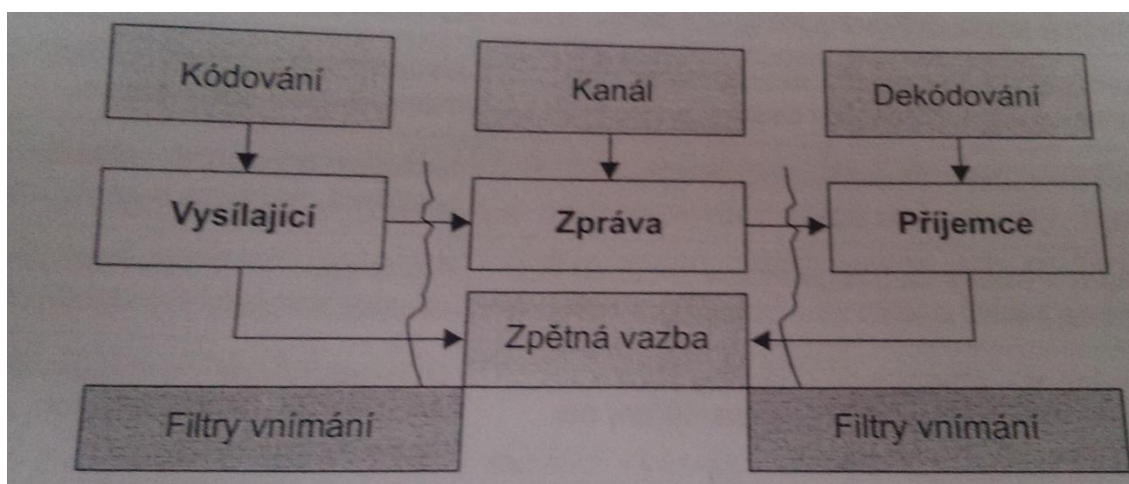 Kódování
Kanál
Dekódování
Vysílající
Zpráva
Příjemce
Zpětná vazba
Filtry vnímání
Filtry vnímání